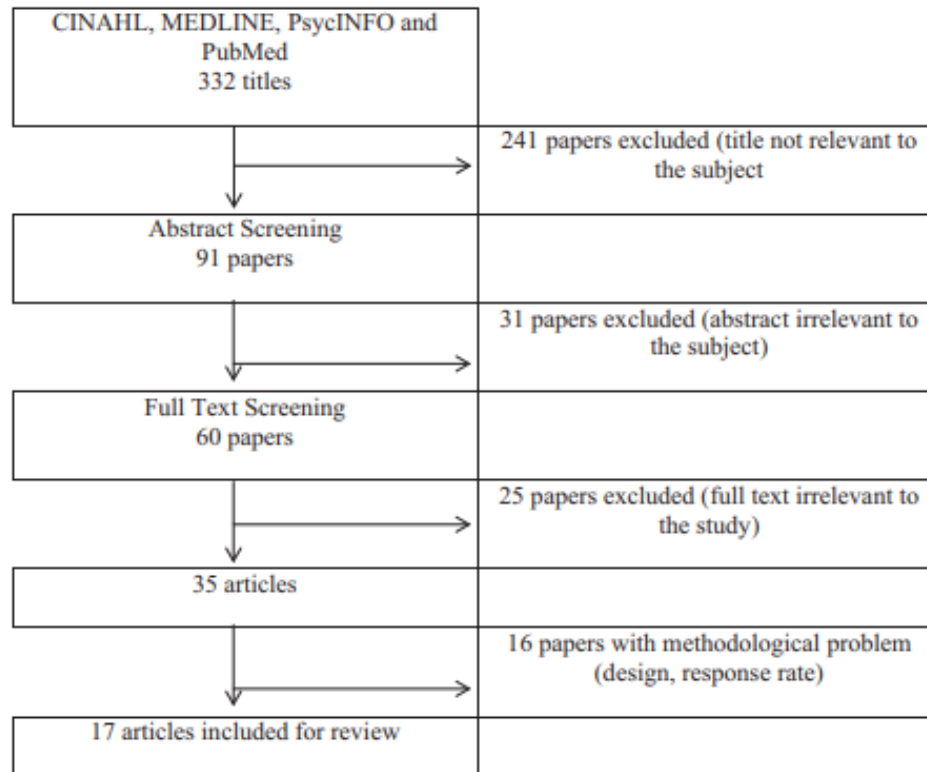 CINAHL, MEDLINE, PsycINFO and
PubMed
332 titles
241 papers excluded (title not relevant to
the subject
Abstract Screening
91 papers
31 papers excluded (abstract irrelevant to
the subject)
Full Text Screening
60 papers
25 papers excluded (full text irrelevant to
the study)
35 articles
16 papers with methodological problem
(design, response rate)
17 articles included for review